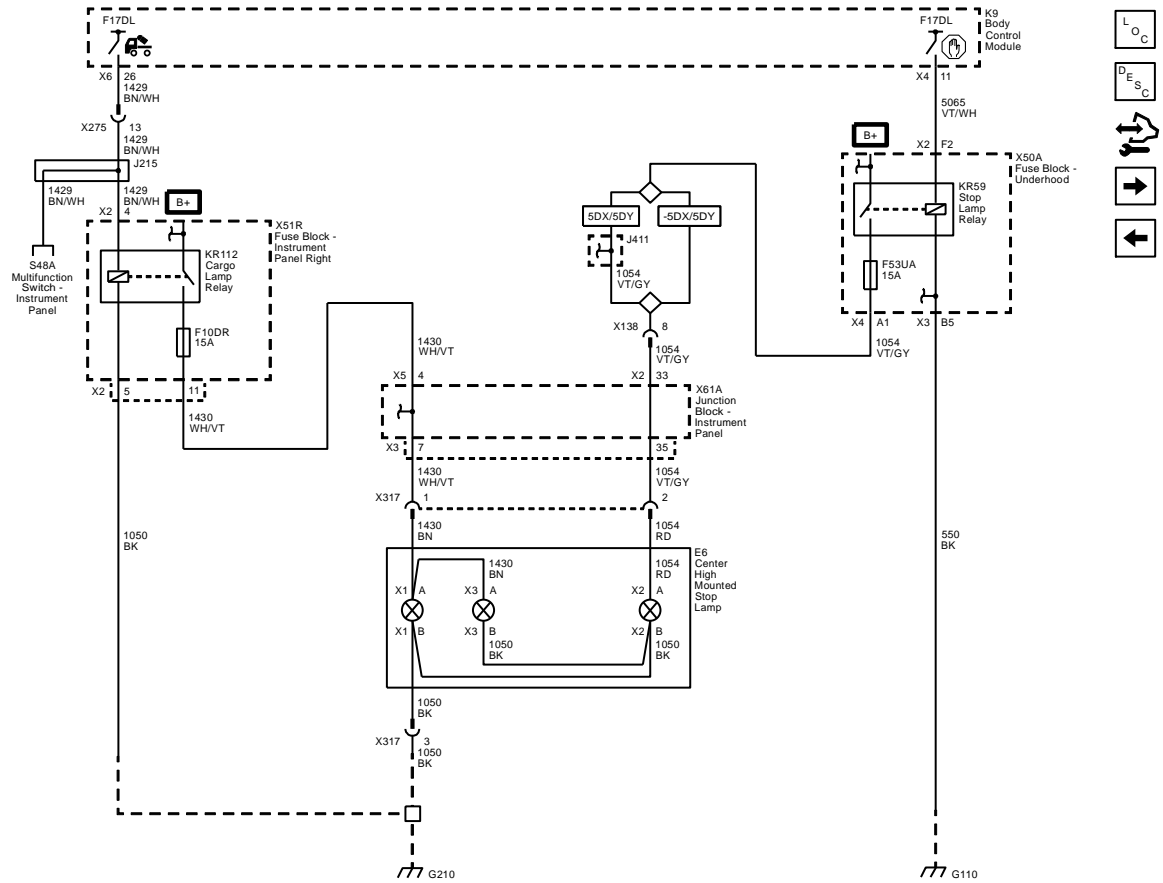 F17DL
F17DL
K9
Body
Control
Module
L
O
C
D
E
S
C
X6 26
1429
BN/WH
X4 11
5065
VT/WH
X275 13
1429
BN/WH
J215
1429
BN/WH
1429
BN/WH
X2 4
B+
X51R
Fuse Block -
Instrument
Panel Right
KR112
Cargo
Lamp
Relay
F10DR
15A
S48A
Multifunction
Switch -
Instrument
Panel
X2 5 11
1430
WH/VT
5DX/5DY
-5DX/5DY
J411
1054
VT/GY
X138 8
1054
VT/GY
B+
X2 F2
X50A
Fuse Block -
Underhood
KR59
Stop
Lamp
Relay
F53UA
15A
X4 A1 X3 B5
1054
VT/GY
1430
WH/VT
X5 4
X2 33
X61A
Junction
Block -
Instrument
Panel
X3 7 35
1430
WH/VT
1054
VT/GY
X317 1 2
1430
BN
1054
RD
E6
Center
High
Mounted
Stop
Lamp
1430
BN
1054
RD
X1 A X3 A X2 A
X1 B X3 B X2 B
1050
BK
1050
BK
1050
BK
550
BK
1050
BK
X317 3
1050
BK
G210
G110